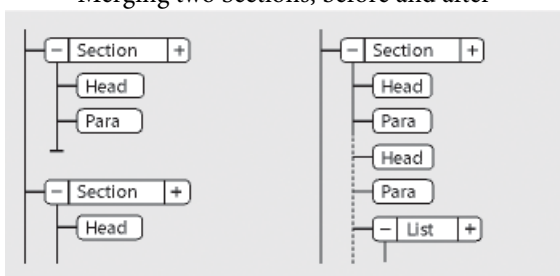 Merging two Sections, before and after
− Section +
Head
Para
− Section +
Head
− Section +
Head
Para
Head
Para
− List +